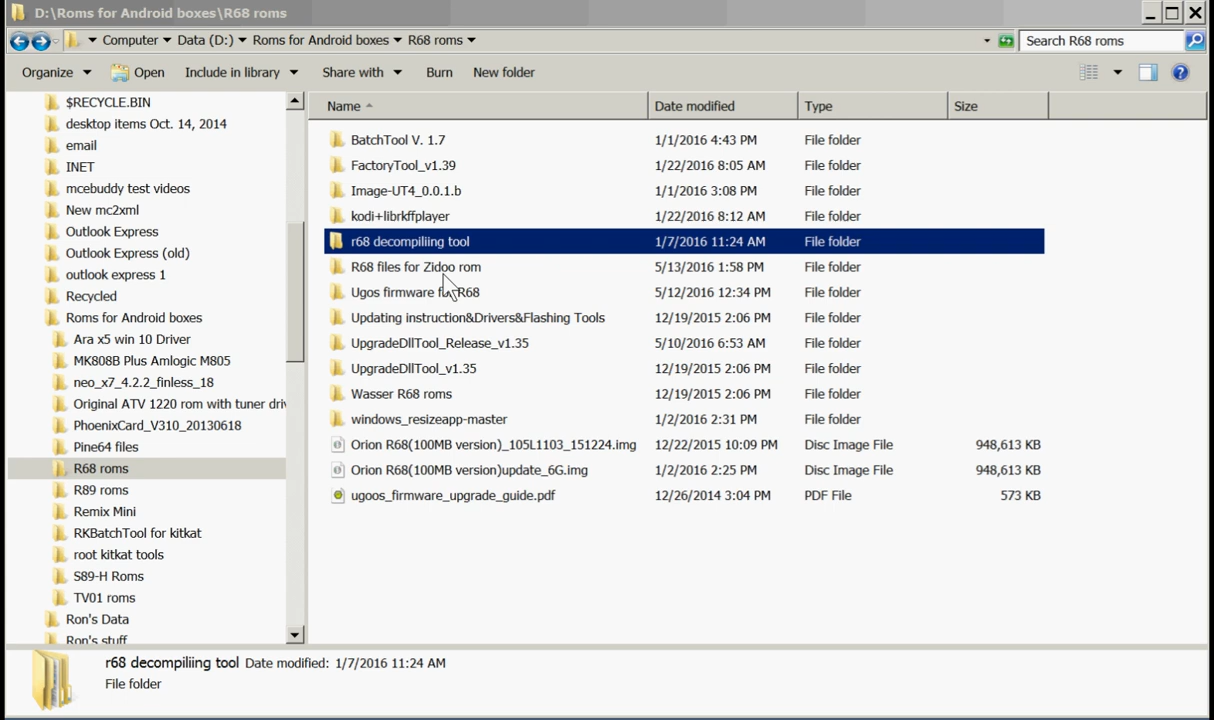 D:\Roms for Android boxes\R68 roms
Computer Data (D:) Roms for Android boxes R68 roms
Search R68 roms
Organize Open Include in library Share with Burn New folder
$RECYCLE.BIN
desktop items Oct. 14, 2014
email
INET
mcebuddy test videos
New mc2xml
Outlook Express
Outlook Express (old)
outlook express 1
Recycled
Roms for Android boxes
Ara x5 win 10 Driver
MK808B Plus Amlogic M805
neo_x7_4.2.2_finless_18
Original ATV 1220 rom with tuner dri
PhoenixCard_V310_20130618
Pine64 files
R68 roms
R89 roms
Remix Mini
RKBatchTool for kitkat
root kitkat tools
S89-H Roms
TV01 roms
Ron's Data
Ron's stuff
Name Date modified Type Size
BatchTool V. 1.7 1/1/2016 4:43 PM File folder
FactoryTool_v1.39 1/22/2016 8:05 AM File folder
Image-UT4_0.0.1.b 1/1/2016 3:08 PM File folder
kodi+librkffplayer 1/22/2016 8:12 AM File folder
r68 decompiliing tool 1/7/2016 11:24 AM File folder
R68 files for Zidoo rom 5/13/2016 1:58 PM File folder
Ugos firmware R68 5/12/2016 12:34 PM File folder
Updating instruction&Drivers&Flashing Tools 12/19/2015 2:06 PM File folder
UpgradeDllTool_Release_v1.35 5/10/2016 6:53 AM File folder
UpgradeDllTool_v1.35 12/19/2015 2:06 PM File folder
Wasser R68 roms 12/19/2015 2:06 PM File folder
windows_resizeapp-master 1/2/2016 2:31 PM File folder
Orion R68(100MB version)_105L1103_151224.img 12/22/2015 10:09 PM Disc Image File 948,613 KB
Orion R68(100MB version)update_6G.img 1/2/2016 2:25 PM Disc Image File 948,613 KB
ugoos_firmware_upgrade_guide.pdf 12/26/2014 3:04 PM PDF File 573 KB
r68 decompiliing tool Date modified: 1/7/2016 11:24 AM
File folder